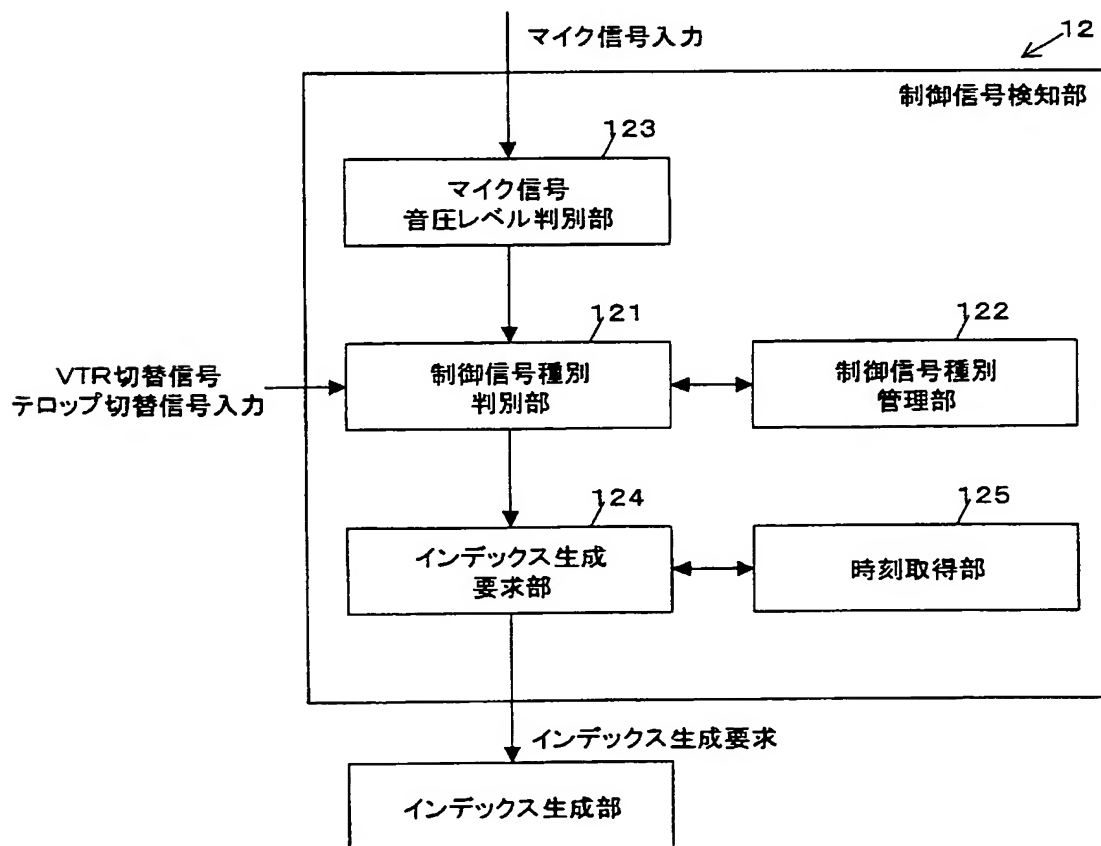 マイク信号入力
12
制御信号検知部
123
マイク信号
音圧レベル判別部
121
122
VTR切替信号
テロップ切替信号入力
制御信号種別
判別部
制御信号種別
管理部
124
125
インデックス生成
要求部
時刻取得部
インデックス生成要求
インデックス生成部